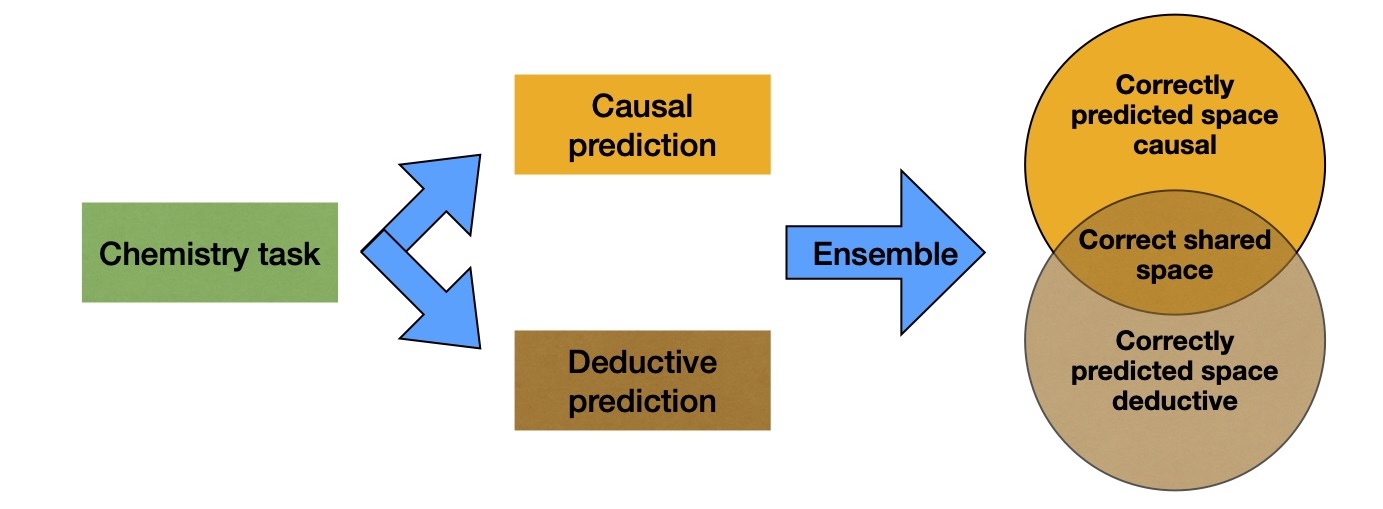 Chemistry task
Causal
prediction
Deductive
prediction
Ensemble
Correctly
predicted space
causal
Correct shared
space
Correctly
predicted space
deductive